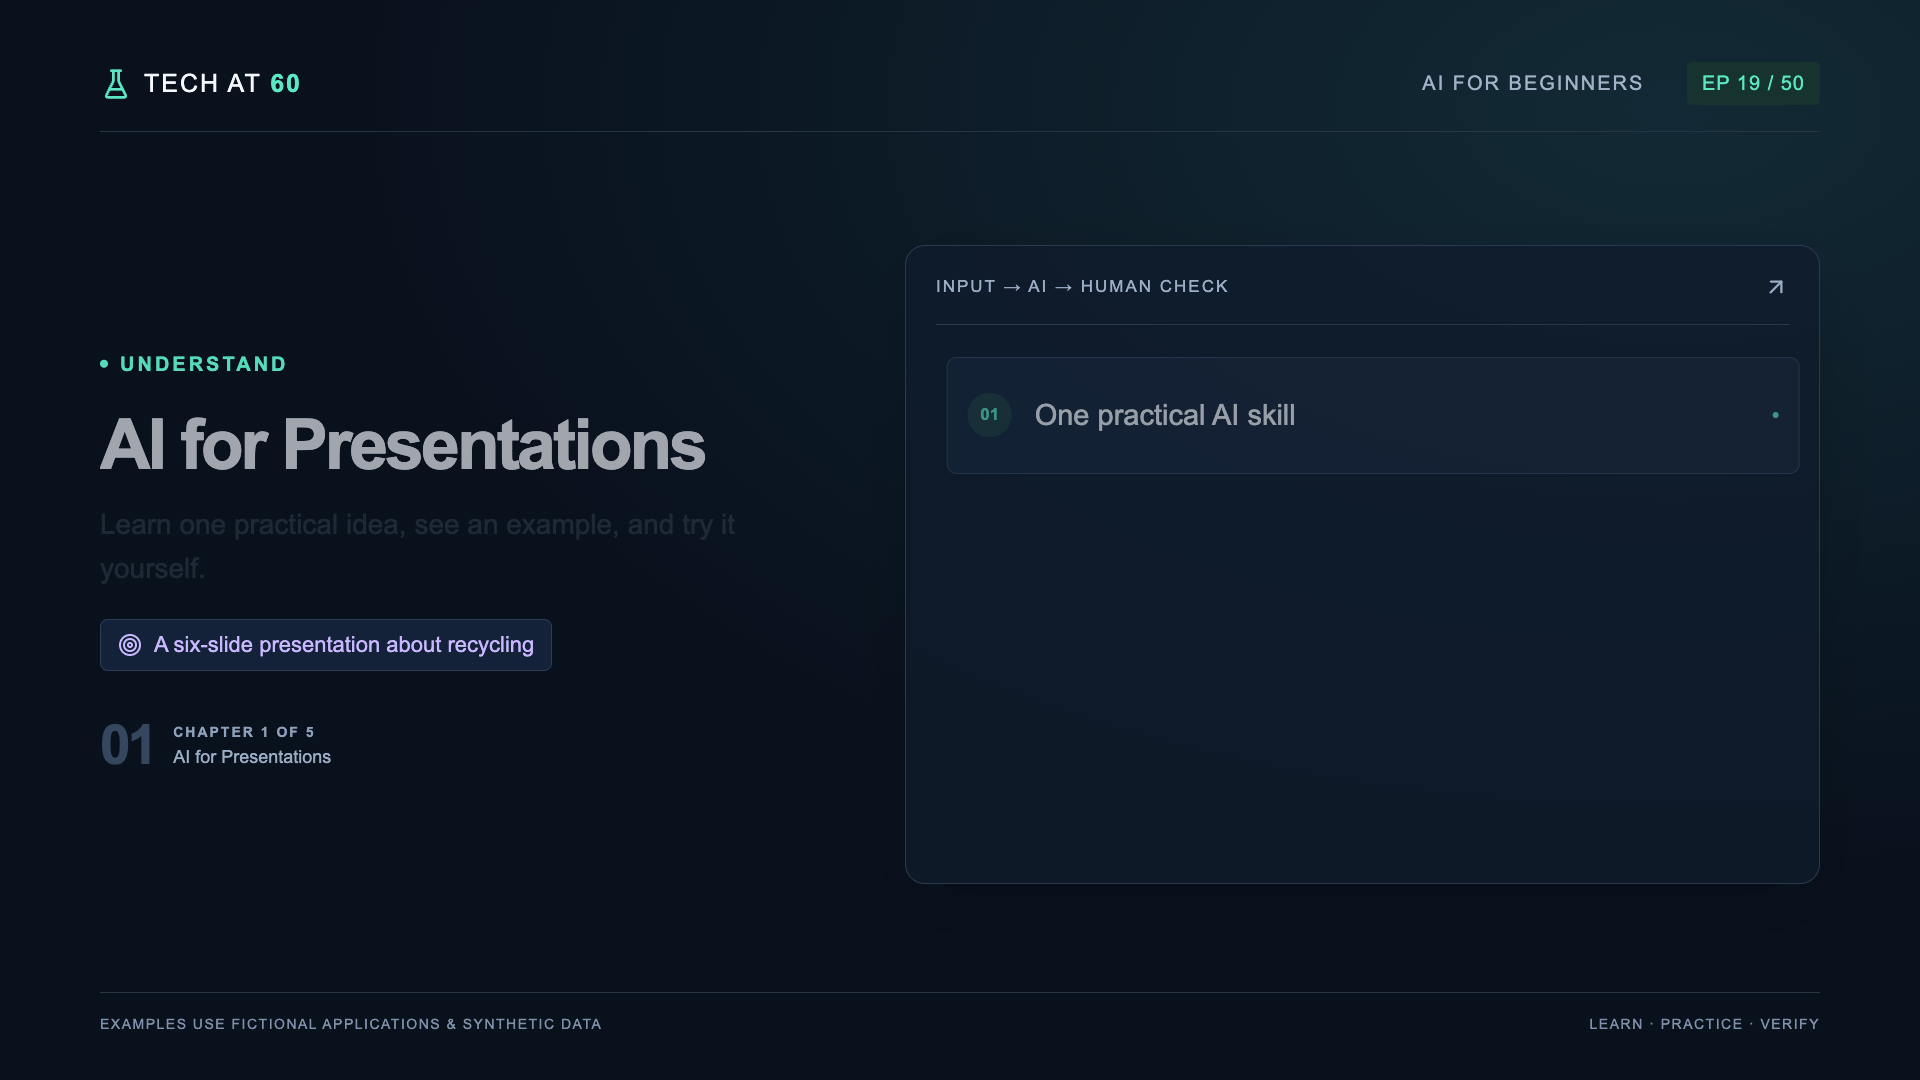 TECH AT 60
AI FOR BEGINNERS
EP 19 / 50
UNDERSTAND
AI for Presentations
Learn one practical idea, see an example, and try it
yourself.
A six-slide presentation about recycling
01
CHAPTER 1 OF 5
AI for Presentations
INPUT → AI → HUMAN CHECK
01
One practical AI skill
EXAMPLES USE FICTIONAL APPLICATIONS & SYNTHETIC DATA
LEARN · PRACTICE · VERIFY